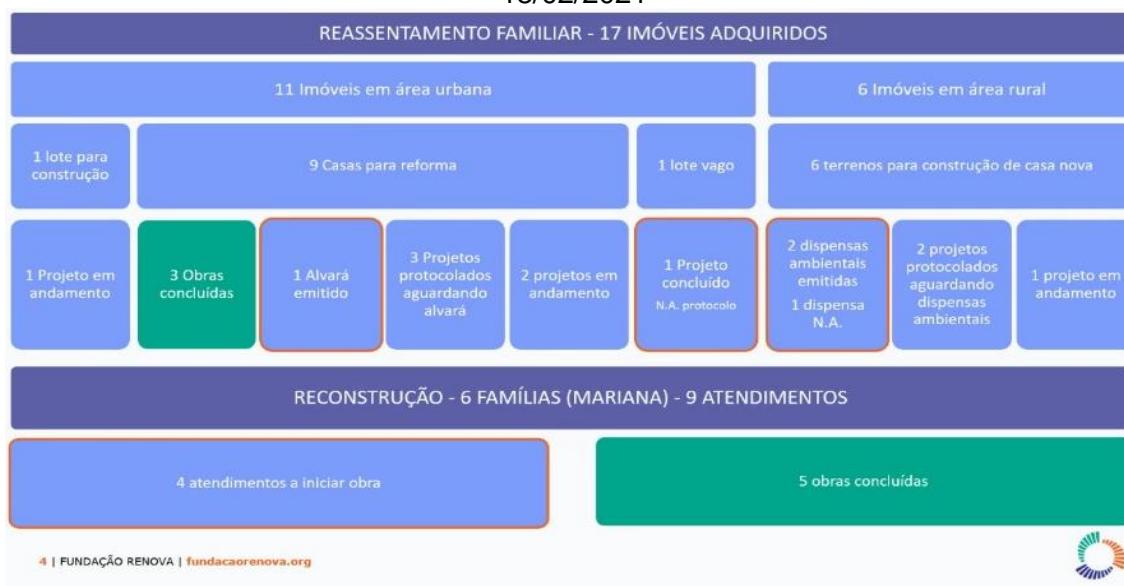 REASSENTAMENTO FAMILIAR - 17 IMÓVEIS ADQUIRIDOS
11 Imóveis em área urbana
6 Imóveis em área rural
1 lote para
construção
9 Casas para reforma
1 lote vago
6 terrenos para construção de casa nova
1 Projeto em
andamento
3 Obras
concluídas
1 Alvará
emitido
3 Projetos
protocolados
aguardando
alvará
2 projetos em
andamento
1 Projeto
concluído
N.A. protocolo
2 dispensas
ambientais
emitidas
1 dispensa
N.A.
2 projetos
protocolados
aguardando
dispensas
ambientais
1 projeto em
andamento
RECONSTRUÇÃO - 6 FAMÍLIAS (MARIANA) - 9 ATENDIMENTOS
4 atendimentos a iniciar obra
5 obras concluídas
4 | FUNDAÇÃO RENOVA | fundacaorenova.org